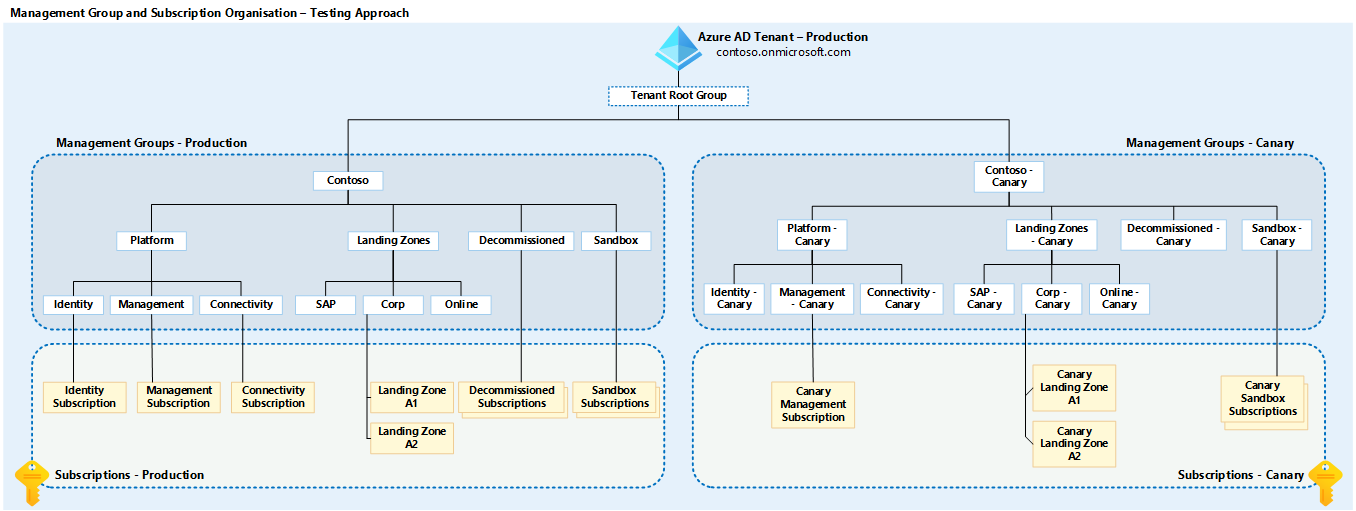 Management Group and Subscription Organisation – Testing Approach
Azure AD Tenant – Production
contoso.onmicrosoft.com
Tenant Root Group
Management Groups - Production
Contoso
Platform
Landing Zones
Decommissioned
Sandbox
Identity
Management
Connectivity
SAP
Corp
Online
Identity
Subscription
Management
Subscription
Connectivity
Subscription
Landing Zone
A1
Landing Zone
A2
Decommissioned
Subscriptions
Sandbox
Subscriptions
Subscriptions - Production
Management Groups - Canary
Contoso -
Canary
Platform -
Canary
Landing Zones
- Canary
Decommissioned -
Canary
Sandbox -
Canary
Identity -
Canary
Management
- Canary
Connectivity -
Canary
SAP -
Canary
Corp -
Canary
Online -
Canary
Canary
Management
Subscription
Canary
Landing Zone
A1
Canary
Landing Zone
A2
Canary
Sandbox
Subscriptions
Subscriptions - Canary